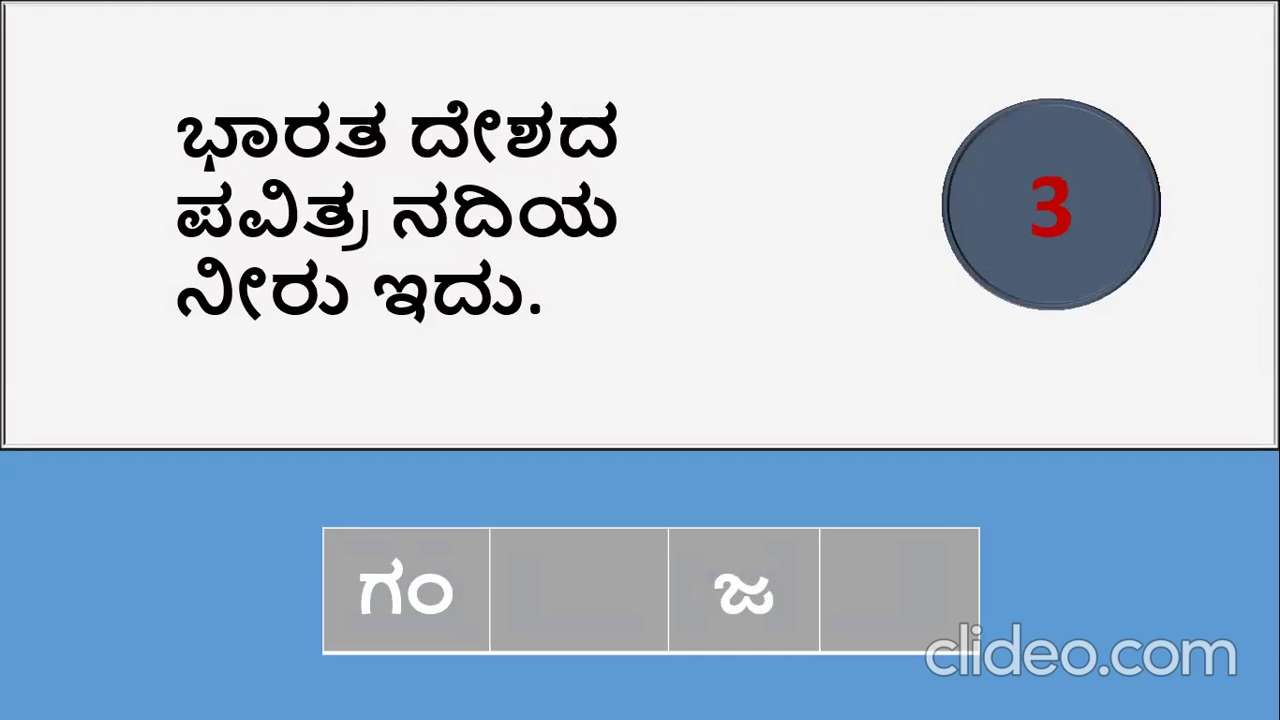 ಭಾರತ ದೇಶದ
ಪವಿತ್ರ ನದಿಯ
ನೀರು ಇದು.
3
ಗಂ ಜ
clideo.com